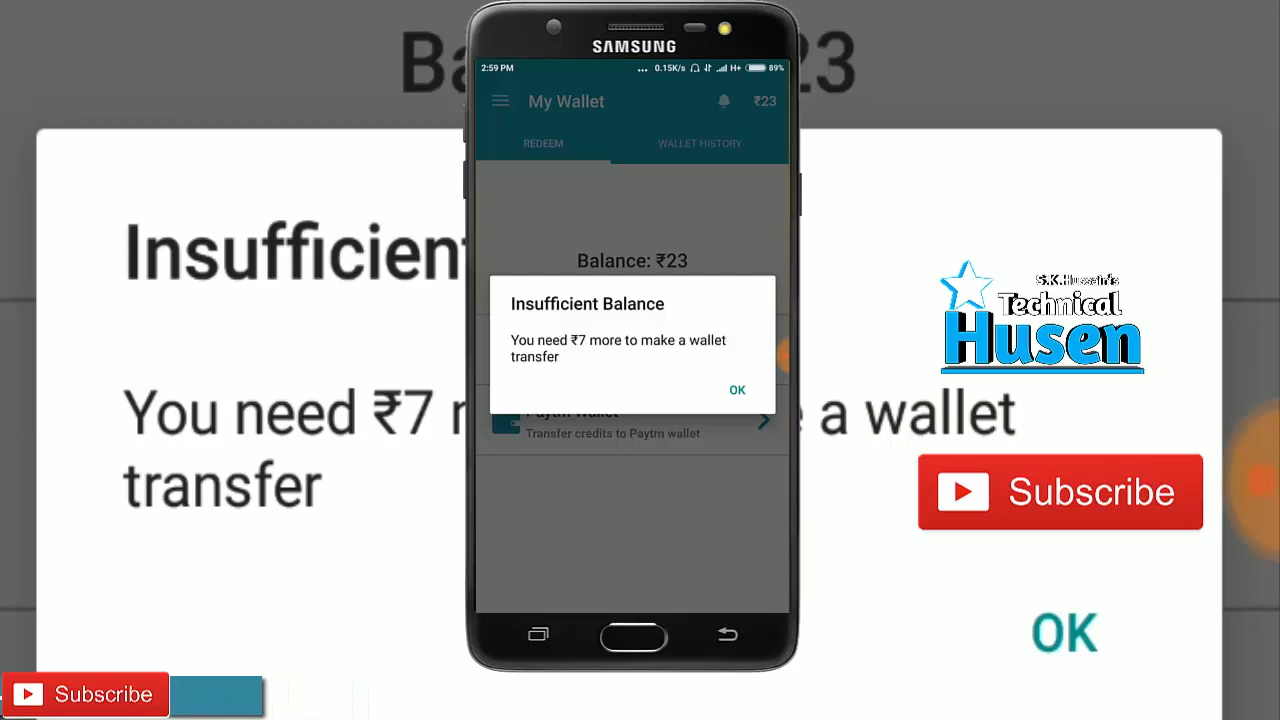 SAMSUNG
2:59 PM ... 0.15K/s H+ 89%
My Wallet ₹23
REDEEM WALLET HISTORY
Balance: ₹23
Insufficient Balance
You need ₹7 more to make a wallet
transfer
OK
Paytm Wallet
Transfer credits to Paytm wallet
Ba 23
Insufficient
You need ₹7 a wallet
transfer
OK
S.K.Hussain's
Technical
Husen
Subscribe
Subscribe